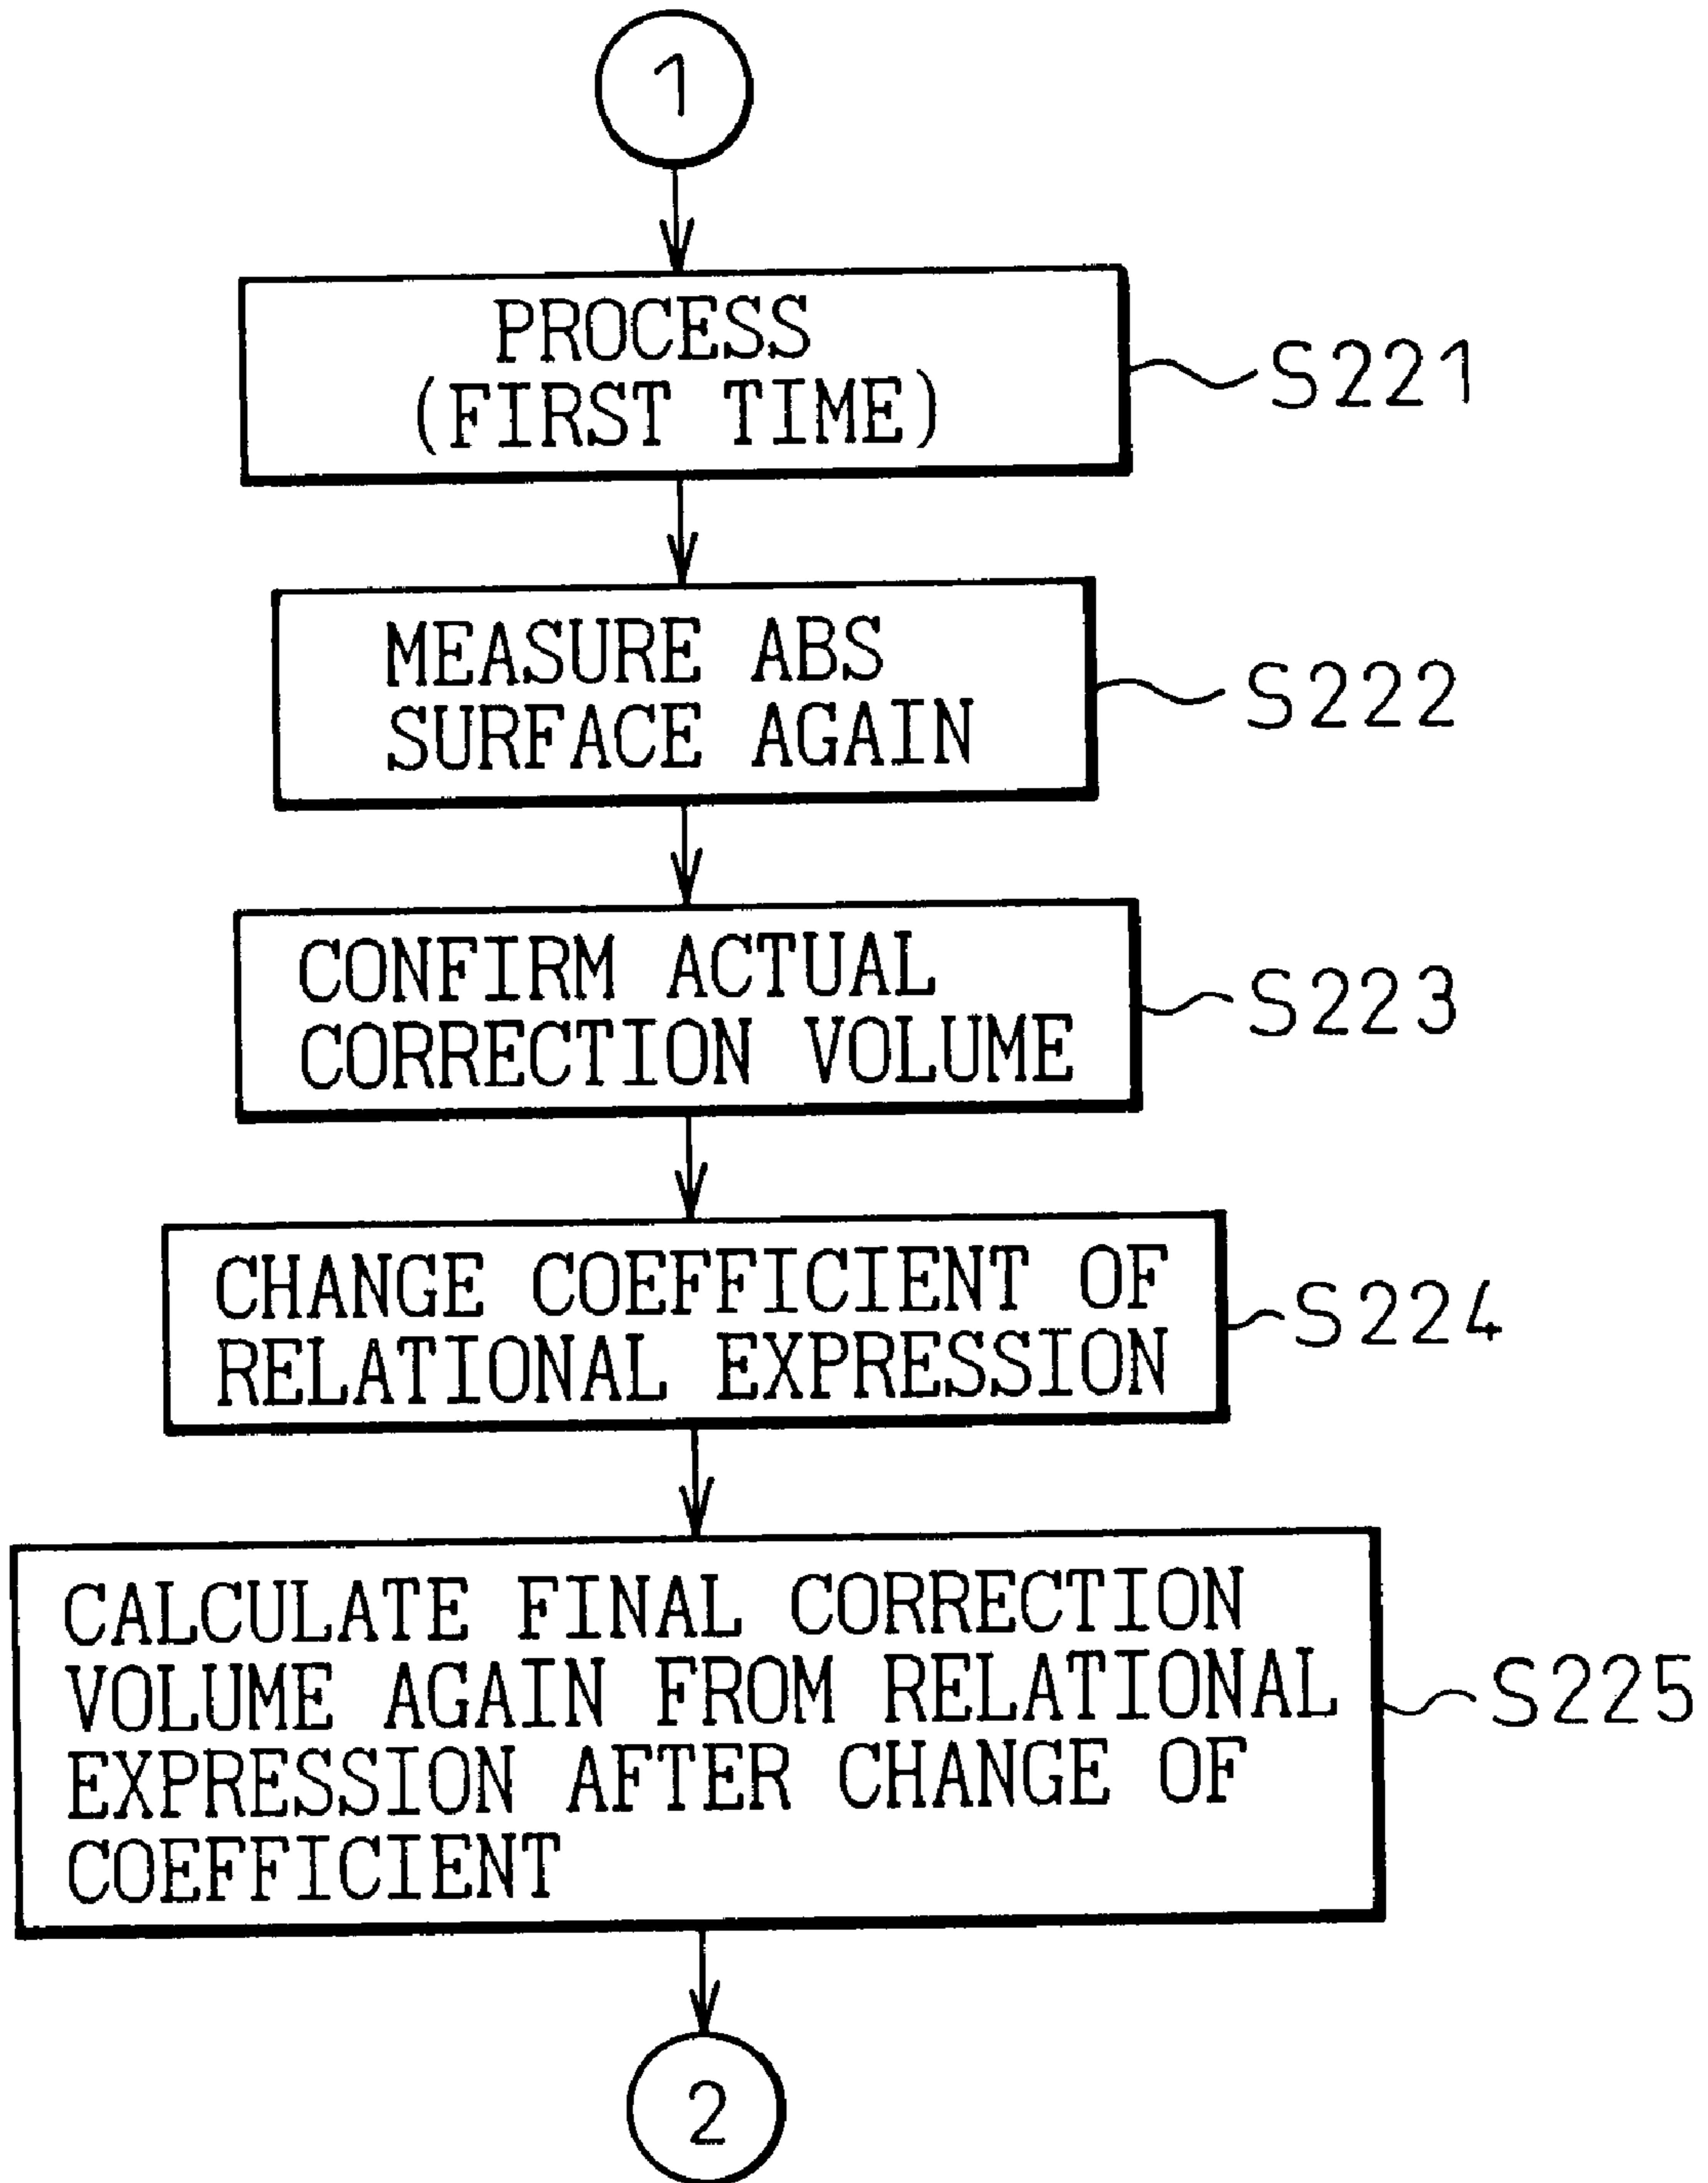 1
PROCESS
(FIRST TIME)
S221
MEASURE ABS
SURFACE AGAIN
S222
CONFIRM ACTUAL
CORRECTION VOLUME
S223
CHANGE COEFFICIENT OF
RELATIONAL EXPRESSION
S224
CALCULATE FINAL CORRECTION
VOLUME AGAIN FROM RELATIONAL
EXPRESSION AFTER CHANGE OF
COEFFICIENT
S225
2